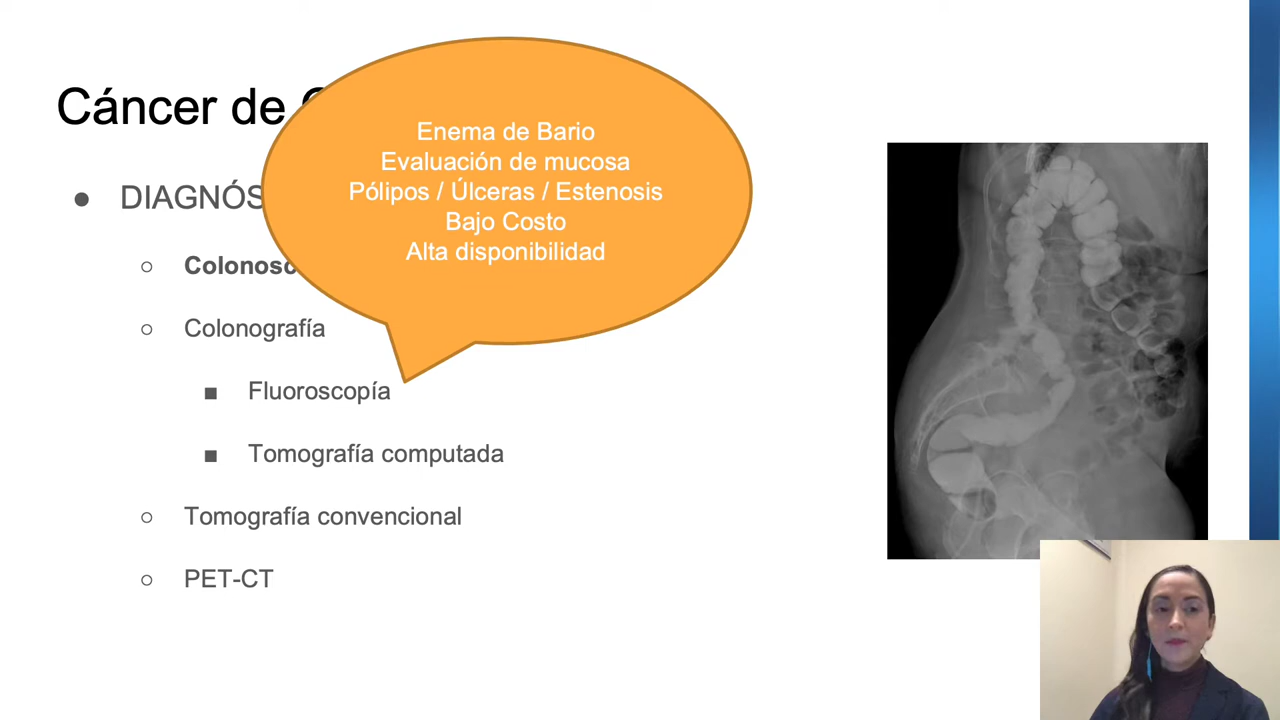 Cáncer de
Enema de Bario
Evaluación de mucosa
Pólipos / Úlceras / Estenosis
Bajo Costo
Alta disponibilidad
● DIAGNÓS
○ Colonosc
○ Colonografía
■ Fluoroscopía
■ Tomografía computada
○ Tomografía convencional
○ PET-CT